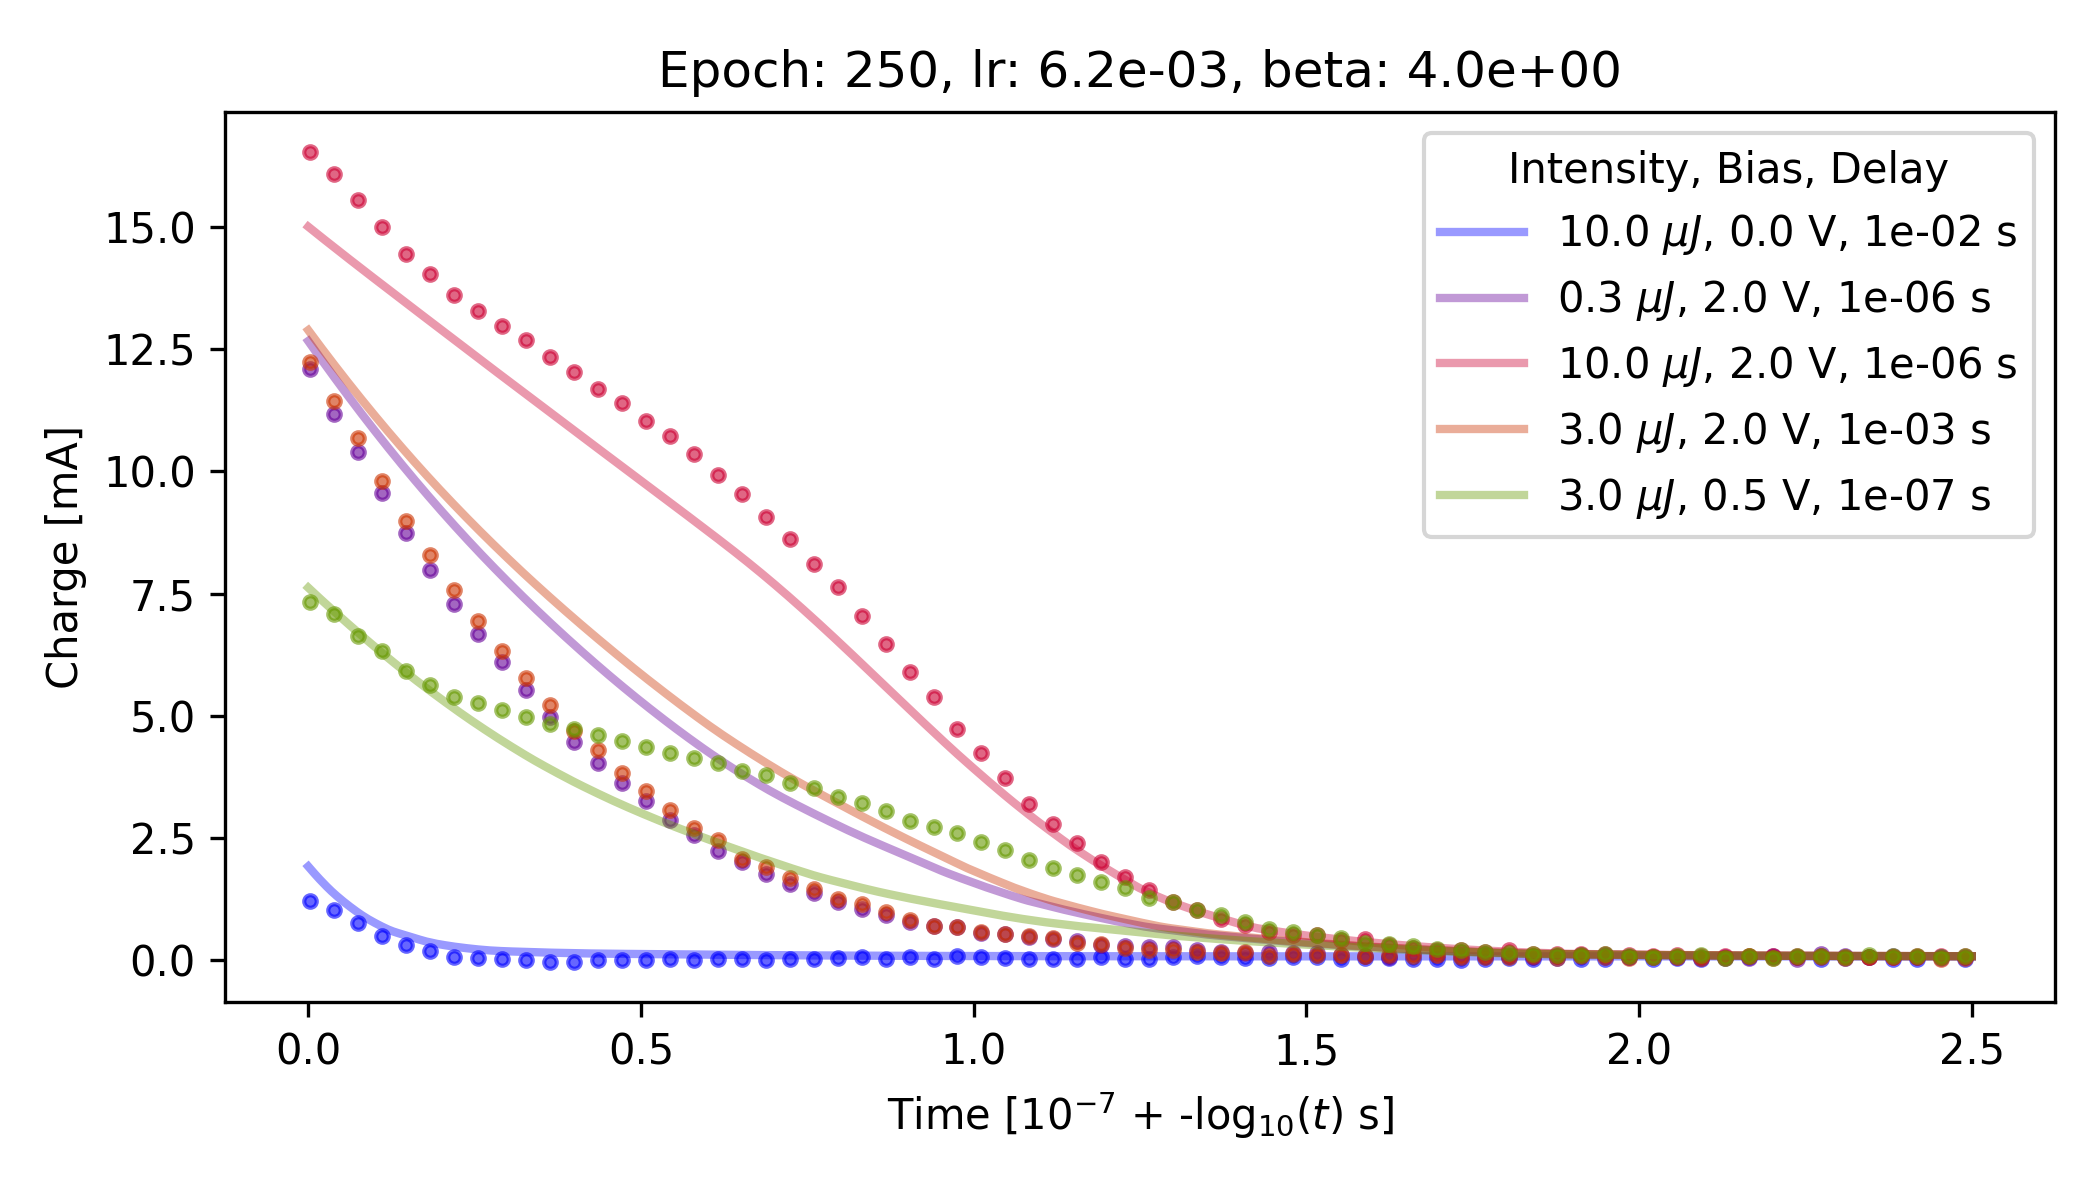 Epoch: 250, lr: 6.2e-03, beta: 4.0e+00
Charge [mA]
15.0
12.5
10.0
7.5
5.0
2.5
0.0
Intensity, Bias, Delay
10.0 μJ, 0.0 V, 1e-02 s
0.3 μJ, 2.0 V, 1e-06 s
10.0 μJ, 2.0 V, 1e-06 s
3.0 μJ, 2.0 V, 1e-03 s
3.0 μJ, 0.5 V, 1e-07 s
0.0 0.5 1.0 1.5 2.0 2.5
Time [10⁻⁷ + -log₁₀(t) s]